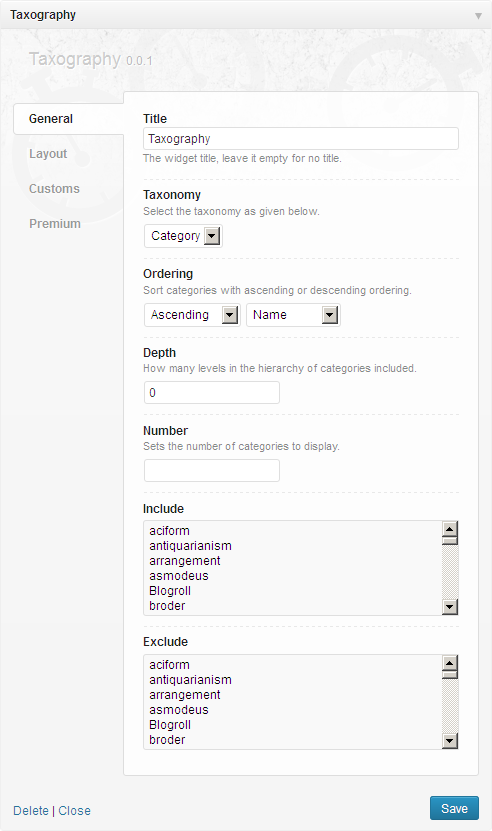 Taxography
Taxography 0.0.1
General
Layout
Customs
Premium
Title
Taxography
The widget title, leave it empty for no title.
Taxonomy
Select the taxonomy as given below.
Category
Ordering
Sort categories with ascending or descending ordering.
Ascending Name
Depth
How many levels in the hierarchy of categories included.
0
Number
Sets the number of categories to display.
Include
aciform
antiquarianism
arrangement
asmodeus
Blogroll
broder
Exclude
aciform
antiquarianism
arrangement
asmodeus
Blogroll
broder
Delete | Close
Save